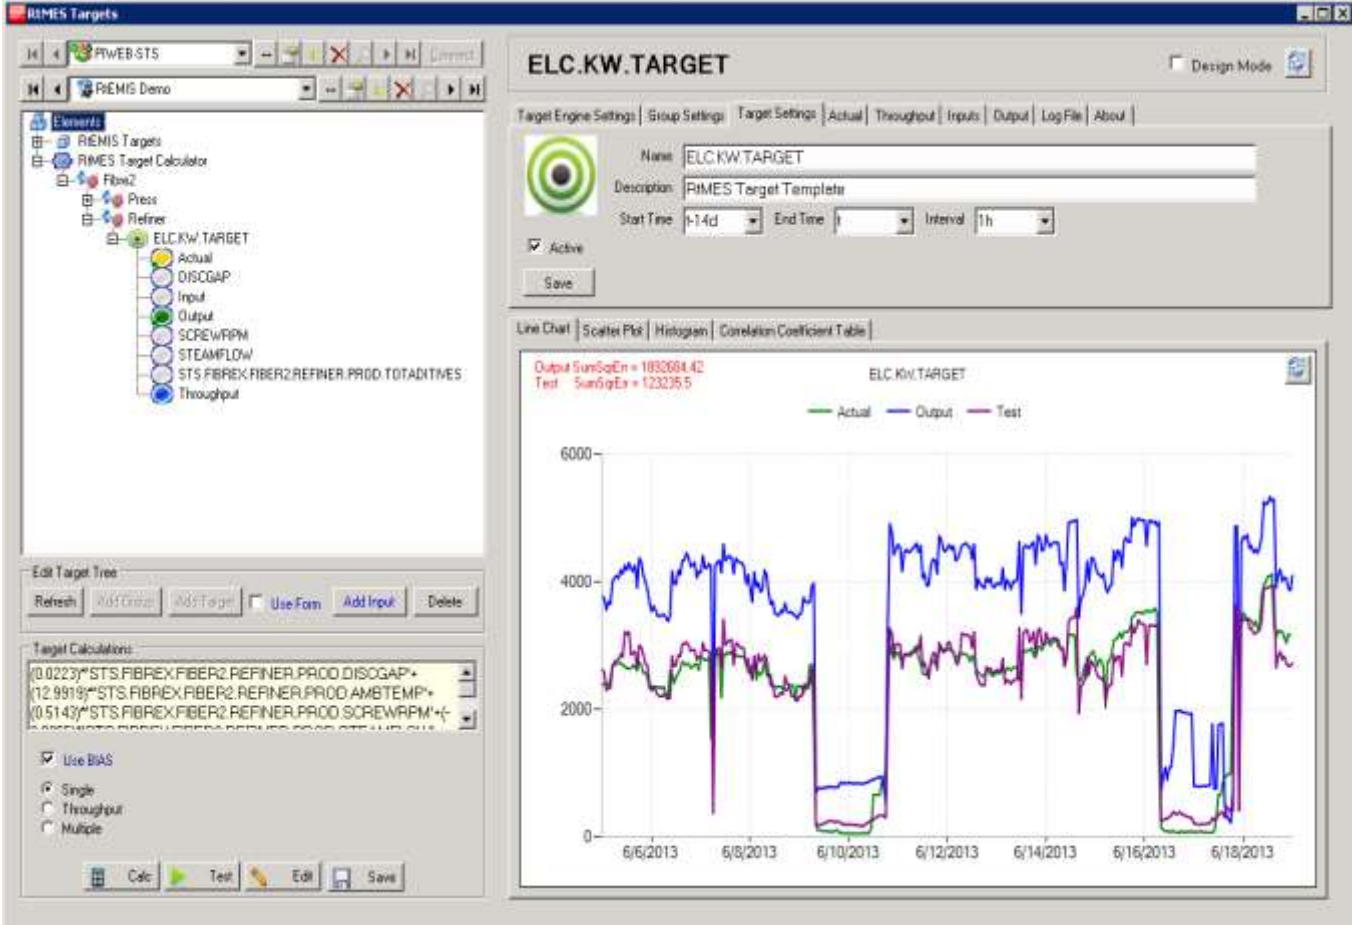 RtMES Targets
PIWEB-STS
Connect
RtEMIS Demo
Elements
RtEMIS Targets
RtMES Target Calculator
Fibre2
Press
Refiner
ELC.KW.TARGET
Actual
DISCGAP
Input
Output
SCREWRPM
STEAMFLOW
STS.FIBREX.FIBER2.REFINER.PROD.TOTADITIVES
Throughput
Edit Target Tree
Refresh Add Group Add Target Use Form Add Input Delete
Target Calculations
(0.0223)*'STS.FIBREX.FIBER2.REFINER.PROD.DISCGAP'+
(12.9919)*'STS.FIBREX.FIBER2.REFINER.PROD.AMBTEMP'+
(0.5143)*'STS.FIBREX.FIBER2.REFINER.PROD.SCREWRPM'+(-
Use BIAS
Single
Throughput
Multiple
Calc Test Edit Save
ELC.KW.TARGET
Design Mode
Target Engine Settings Group Settings Target Settings Actual Throughput Inputs Output Log File About
Name ELC.KW.TARGET
Description RtMES Target Template
Start Time t-14d End Time t Interval 1h
Active
Save
Line Chart Scatter Plot Histogram Correlation Coefficient Table
Output SumSqErr = 1892664.42
Test SumSqErr = 123235.5
ELC.KW.TARGET
Actual Output Test
6000
4000
2000
0
6/6/2013 6/8/2013 6/10/2013 6/12/2013 6/14/2013 6/16/2013 6/18/2013